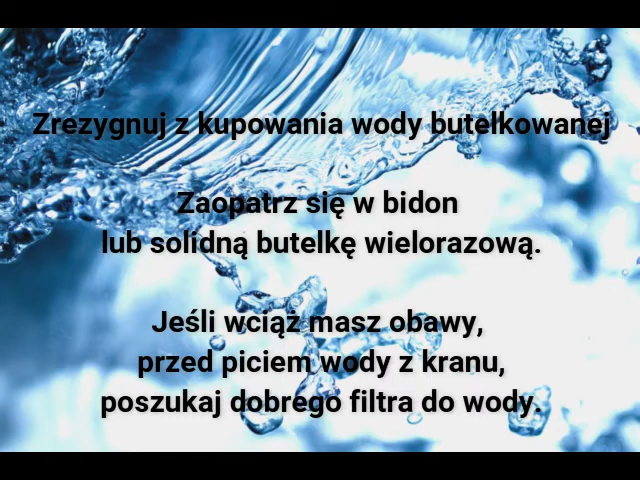 Zrezygnuj z kupowania wody butelkowanej
Zaopatrz się w bidon
lub solidną butelkę wielorazową.
Jeśli wciąż masz obawy,
przed piciem wody z kranu,
poszukaj dobrego filtra do wody.